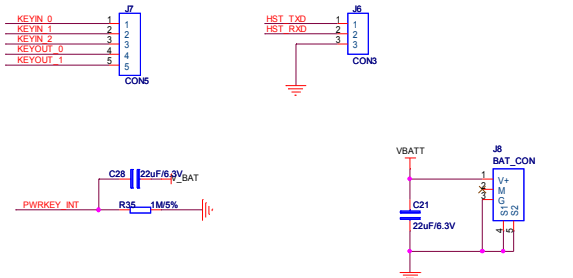 J7
KEYIN_0 1 1
KEYIN_1 2 2
KEYIN_2 3 3
KEYOUT_0 4 4
KEYOUT_1 5 5
CON5
J6
HST_TXD 1 1
HST_RXD 2 2
3 3
CON3
C28 22uF/6.3V
V_BAT
PWRKEY_INT R35 1M/5%
J8
BAT_CON
VBATT
1 V+
2 M
3 G
S1
S2
4
5
C21
22uF/6.3V